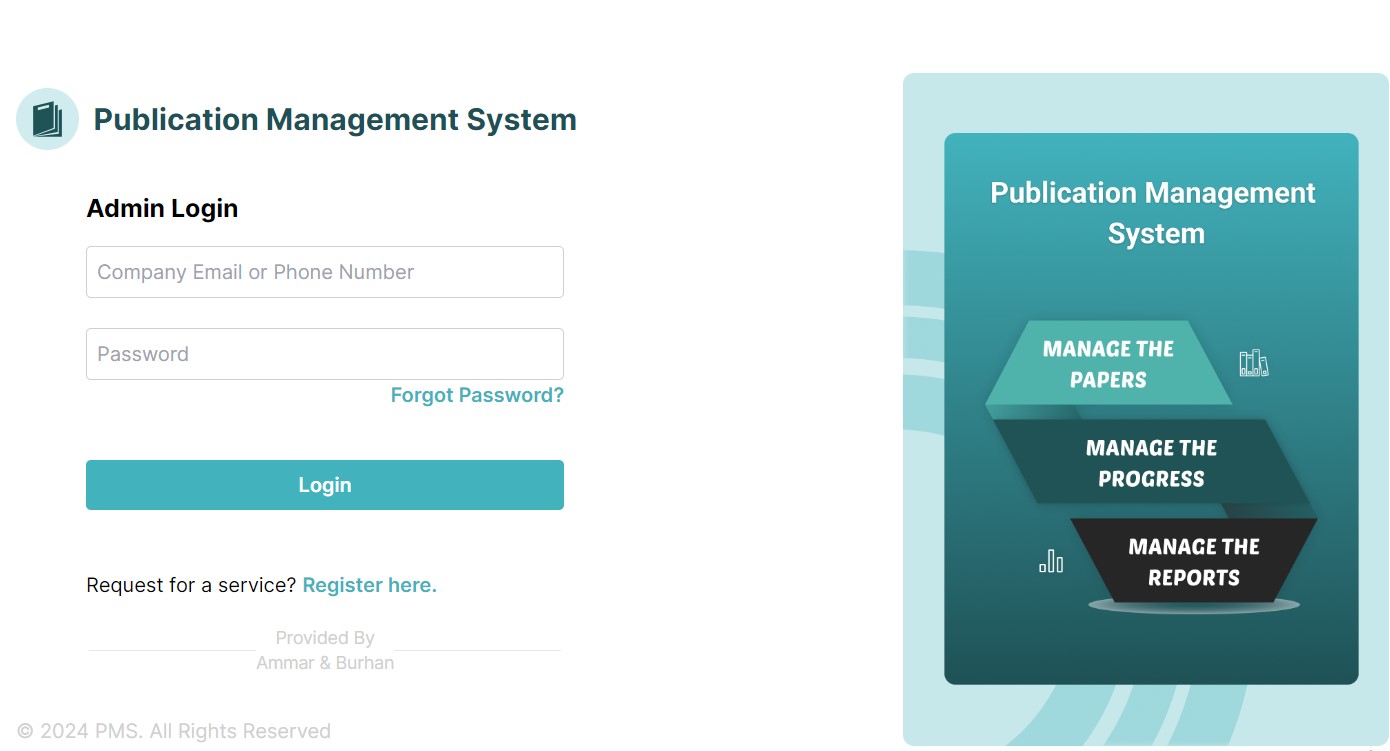 Publication Management System
Admin Login
Company Email or Phone Number
Password
Forgot Password?
Login
Request for a service? Register here.
Provided By
Ammar & Burhan
© 2024 PMS. All Rights Reserved
Publication Management
System
MANAGE THE
PAPERS
MANAGE THE
PROGRESS
MANAGE THE
REPORTS